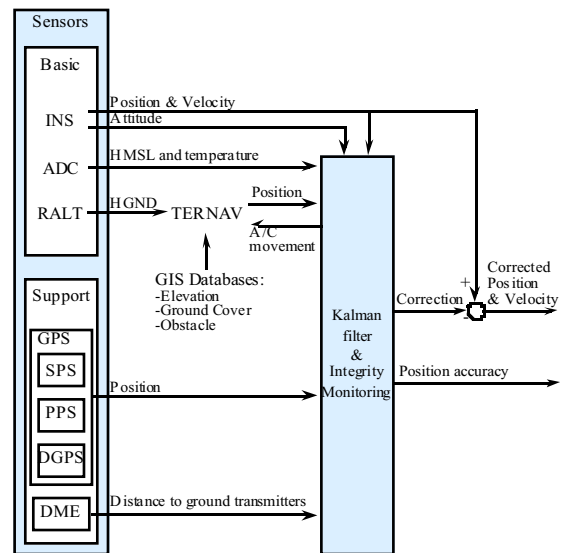 Sensors
Basic
INS
ADC
RALT
Position & Velocity
Attitude
HMSL and temperature
HGND
TERNAV
Position
A/C
movement
GIS Databases:
-Elevation
-Ground Cover
-Obstacle
Support
GPS
SPS
PPS
DGPS
DME
Position
Distance to ground transmitters
Kalman
filter
&
Integrity
Monitoring
Correction
+
-
Corrected
Position
& Velocity
Position accuracy